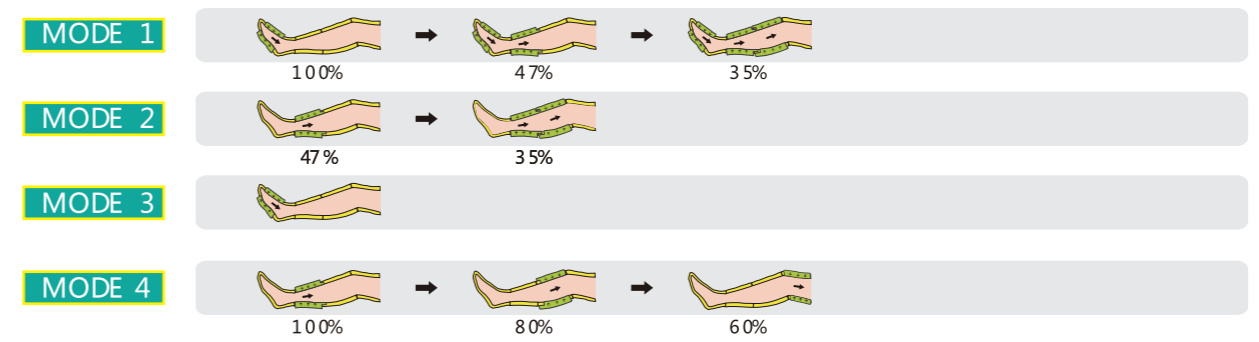 MODE 1
100% 47% 35%
MODE 2
47% 35%
MODE 3
MODE 4
100% 80% 60%